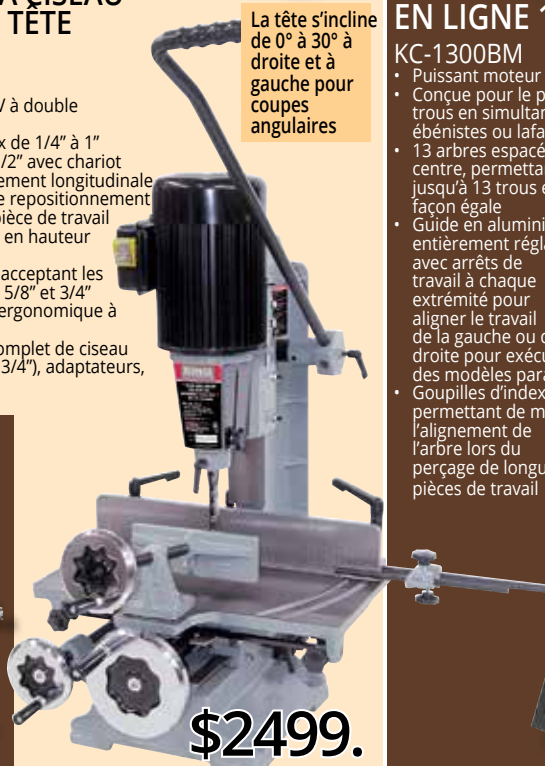 À CISEAU
TÊTE
La tête s’incline
de 0° à 30° à
droite et à
gauche pour
coupes
angulaires
V à double
x de 1/4” à 1”
/2” avec chariot
ement longitudinale
e repositionnement
pièce de travail
en hauteur
acceptant les
5/8” et 3/4”
ergonomique à
omplet de ciseau
3/4”), adaptateurs,
$2499.
EN LIGNE 1
KC-1300BM
• Puissant moteur
• Conçue pour le p
trous en simultan
ébénistes ou lafa
• 13 arbres espacé
centre, permetta
jusqu’à 13 trous e
façon égale
• Guide en alumini
entièrement régla
avec arrêts de
travail à chaque
extrémité pour
aligner le travail
de la gauche ou d
droite pour exécu
des modèles para
• Goupilles d’index
permettant de m
l’alignement de
l’arbre lors du
perçage de longu
pièces de travail